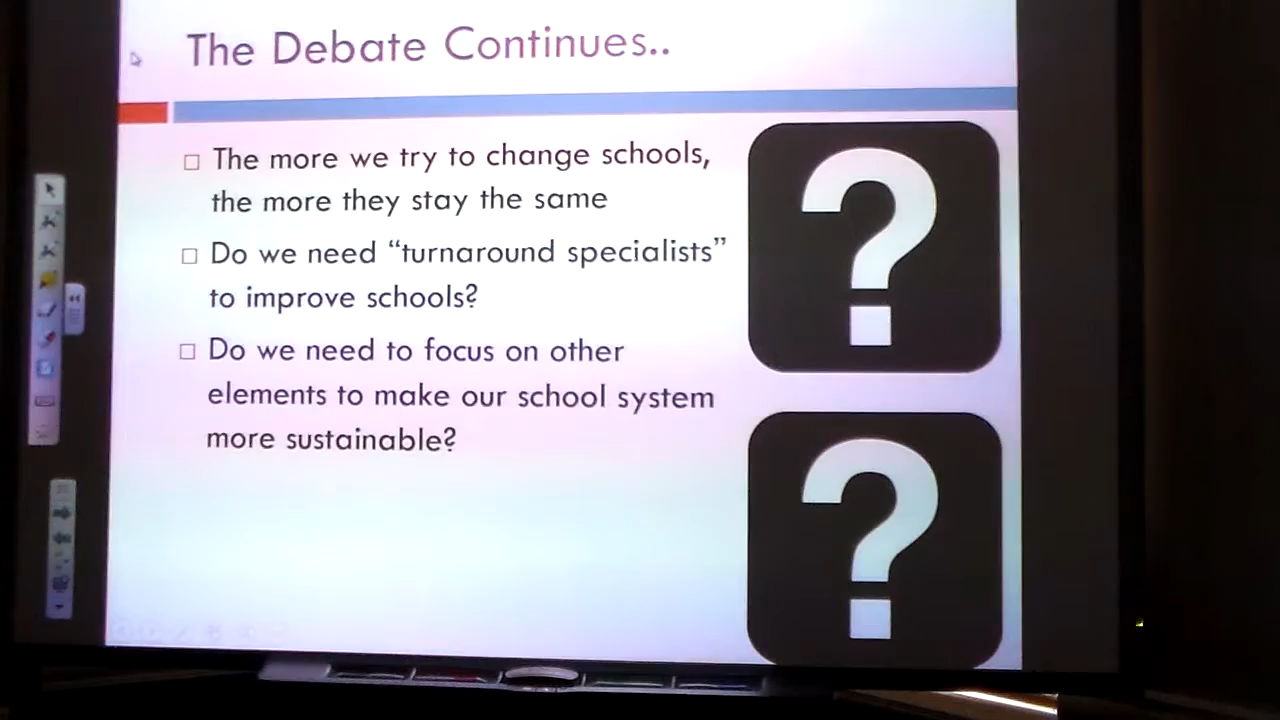 The Debate Continues..
The more we try to change schools,
the more they stay the same
Do we need “turnaround specialists”
to improve schools?
Do we need to focus on other
elements to make our school system
more sustainable?
?
?